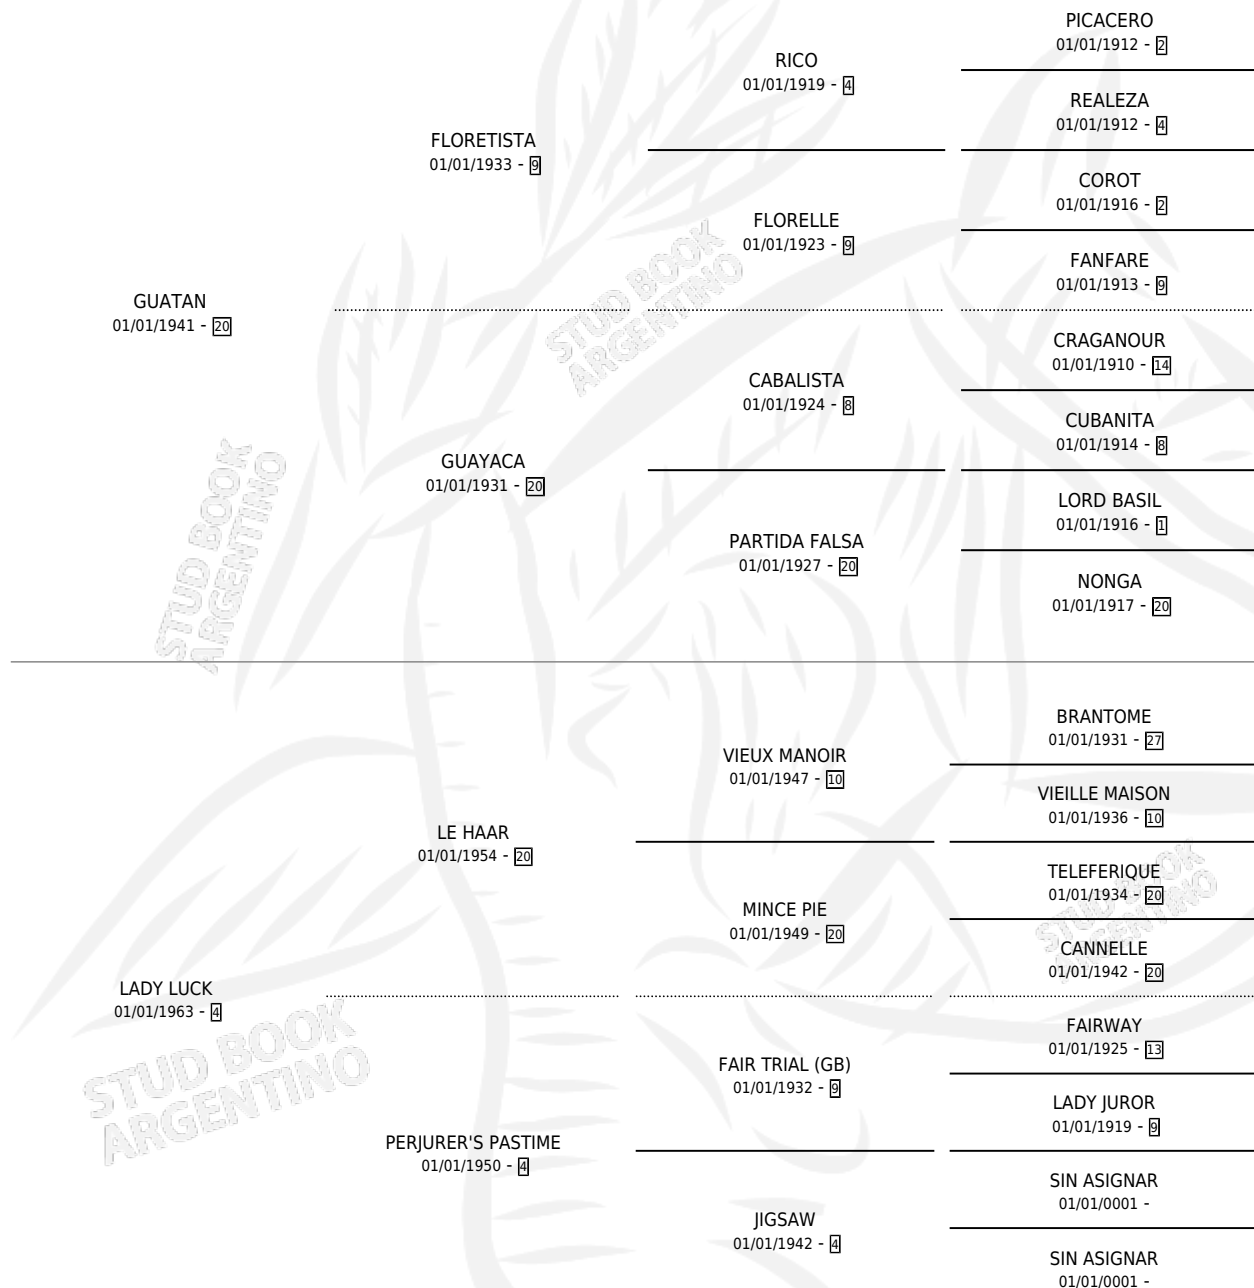 PICACERO
01/01/1912 - 2
RICO
01/01/1919 - 4
REALEZA
01/01/1912 - 4
FLORETISTA
01/01/1933 - 9
COROT
01/01/1916 - 2
FLORELLE
01/01/1923 - 9
FANFARE
01/01/1913 - 9
GUATAN
01/01/1941 - 20
STUD BOOK
ARGENTINO
CRAGANOUR
01/01/1910 - 14
CABALISTA
01/01/1924 - 8
CUBANITA
01/01/1914 - 8
GUAYACA
01/01/1931 - 20
LORD BASIL
01/01/1916 - 1
PARTIDA FALSA
01/01/1927 - 20
NONGA
01/01/1917 - 20
STUD BOOK
ARGENTINO
BRANTOME
01/01/1931 - 27
VIEUX MANOIR
01/01/1947 - 10
VIEILLE MAISON
01/01/1936 - 10
LE HAAR
01/01/1954 - 20
TELEFERIQUE
01/01/1934 - 20
MINCE PIE
01/01/1949 - 20
STUD BOOK
ARGENTINO
CANNELLE
01/01/1942 - 20
LADY LUCK
01/01/1963 - 4
FAIRWAY
01/01/1925 - 13
FAIR TRIAL (GB)
01/01/1932 - 9
LADY JUROR
01/01/1919 - 9
STUD BOOK
ARGENTINO
PERJURER'S PASTIME
01/01/1950 - 4
SIN ASIGNAR
01/01/0001 -
JIGSAW
01/01/1942 - 4
SIN ASIGNAR
01/01/0001 -